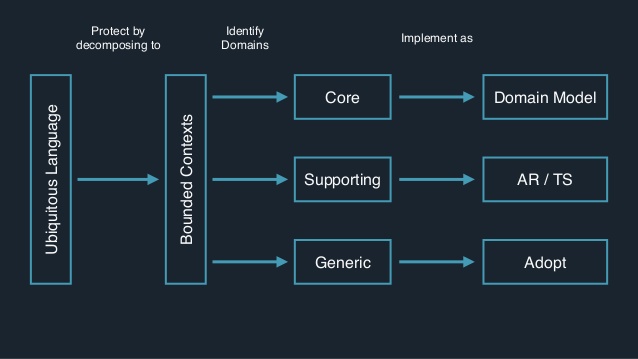 Protect by
decomposing to
Identify
Domains
Implement as
Ubiquitous Language
Bounded Contexts
Core
Domain Model
Supporting
AR / TS
Generic
Adopt